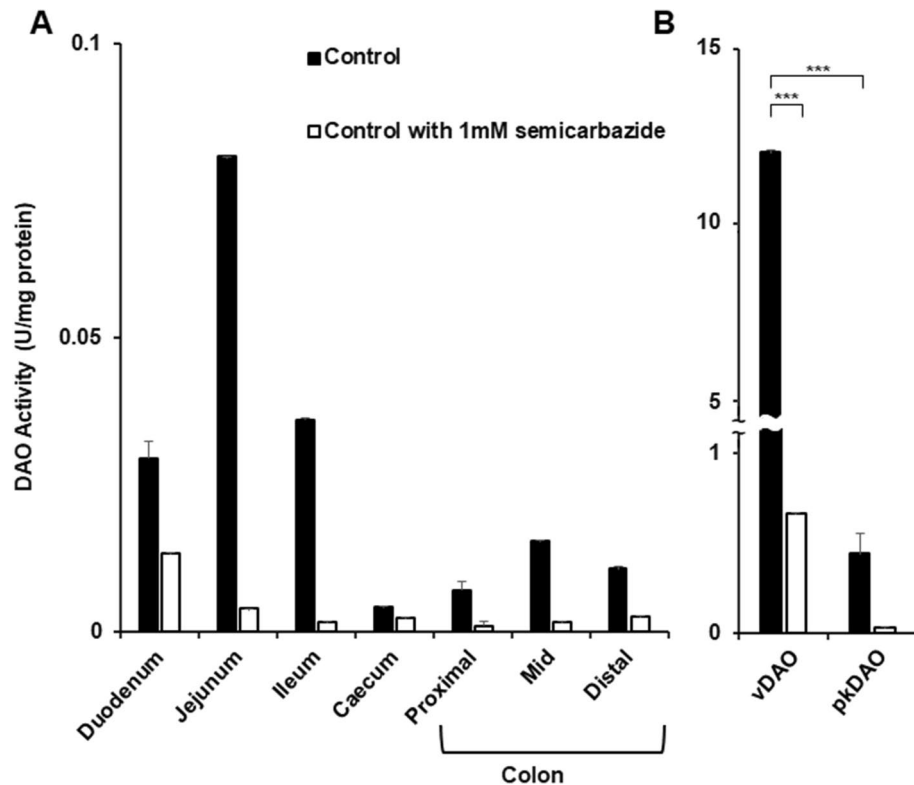 A
B
Control
Control with 1mM semicarbazide
DAO Activity (U/mg protein)
0.1
0.05
0
Duodenum
Jejunum
Ileum
Caecum
Proximal
Mid
Distal
Colon
15
10
5
1
0
***
***
vDAO
pkDAO